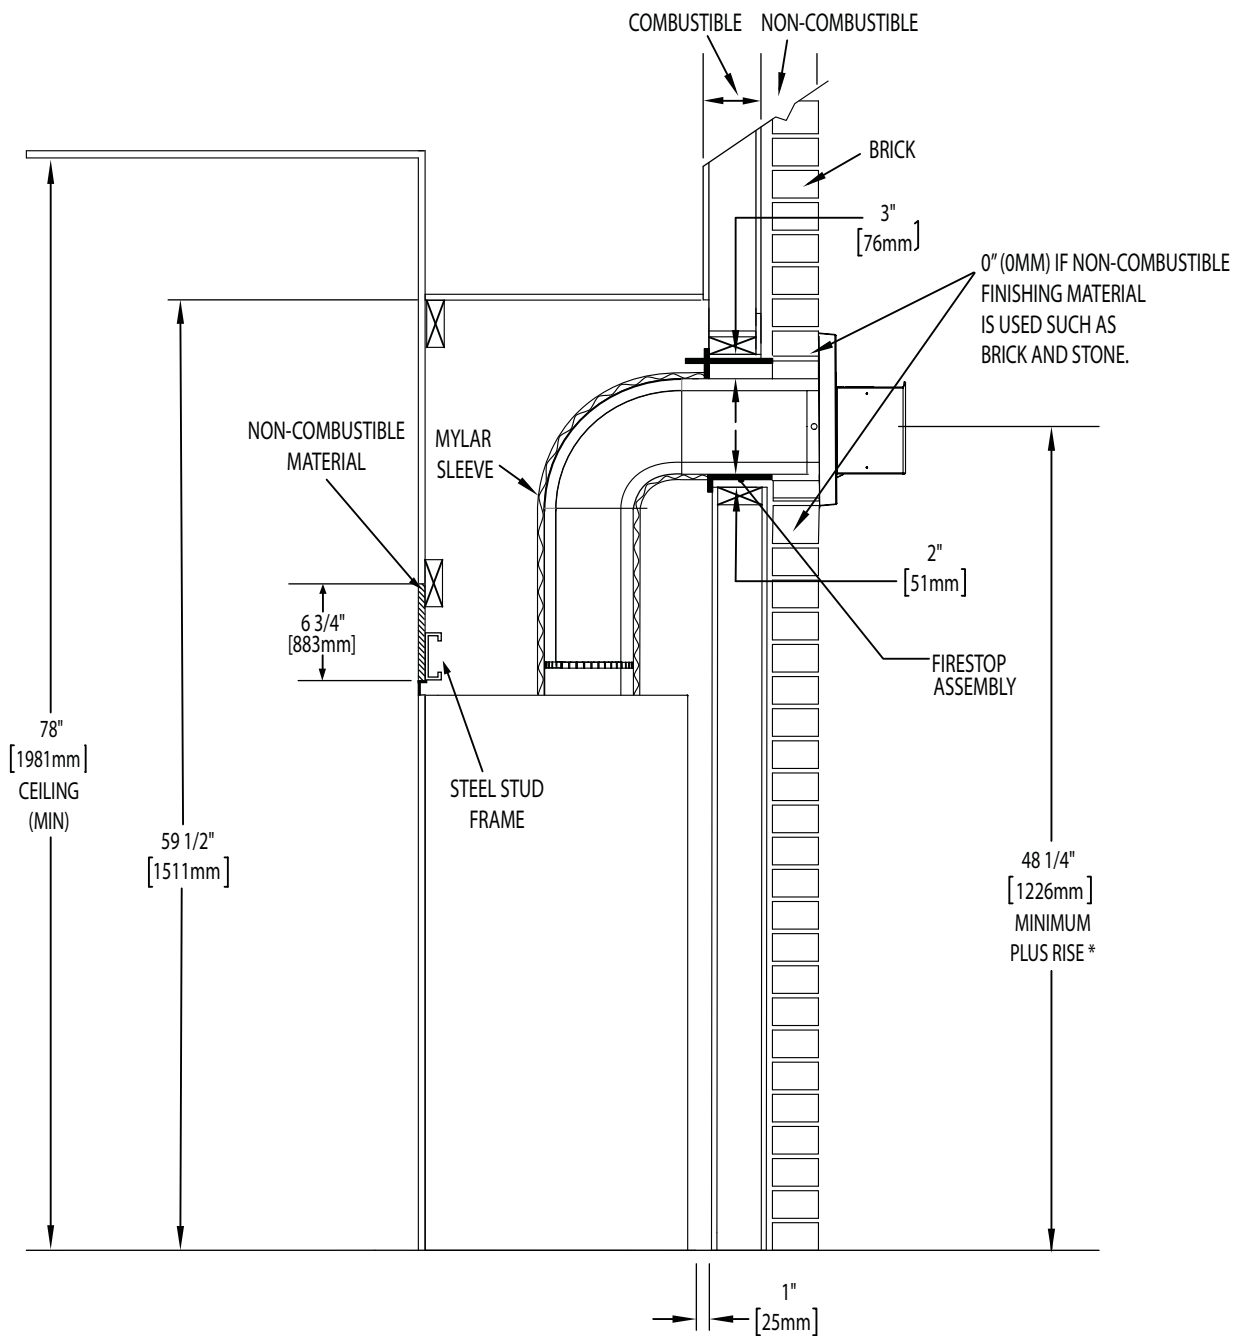 COMBUSTIBLE NON-COMBUSTIBLE
BRICK
3"
[76mm]
0" (0MM) IF NON-COMBUSTIBLE
FINISHING MATERIAL
IS USED SUCH AS
BRICK AND STONE.
NON-COMBUSTIBLE
MATERIAL
MYLAR
SLEEVE
2"
[51mm]
6 3/4"
[883mm]
FIRESTOP
ASSEMBLY
78"
[1981mm]
CEILING
(MIN)
STEEL STUD
FRAME
59 1/2"
[1511mm]
48 1/4"
[1226mm]
MINIMUM
PLUS RISE *
1"
[25mm]